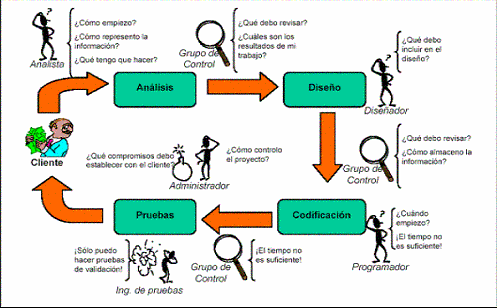 ¿Cómo empiezo?
¿Cómo represento la
información?
¿Qué tengo que hacer?
Analista
¿Qué debo revisar?
¿Cuáles son los
resultados de mi
trabajo?
Grupo de
Control
¿Qué debo
incluir en el
diseño?
Diseñador
Análisis
Diseño
Cliente
¿Qué compromisos debo
establecer con el cliente?
¿Cómo controlo
el proyecto?
Administrador
¿Qué debo revisar?
¿Cómo almaceno la
información?
Grupo de
Control
Pruebas
Codificación
¿Cuándo
empiezo?
¡El tiempo no
es suficiente!
Programador
¡Sólo puedo
hacer pruebas
de validación!
Ing. de pruebas
Grupo de
Control
¡El tiempo no
es suficiente!